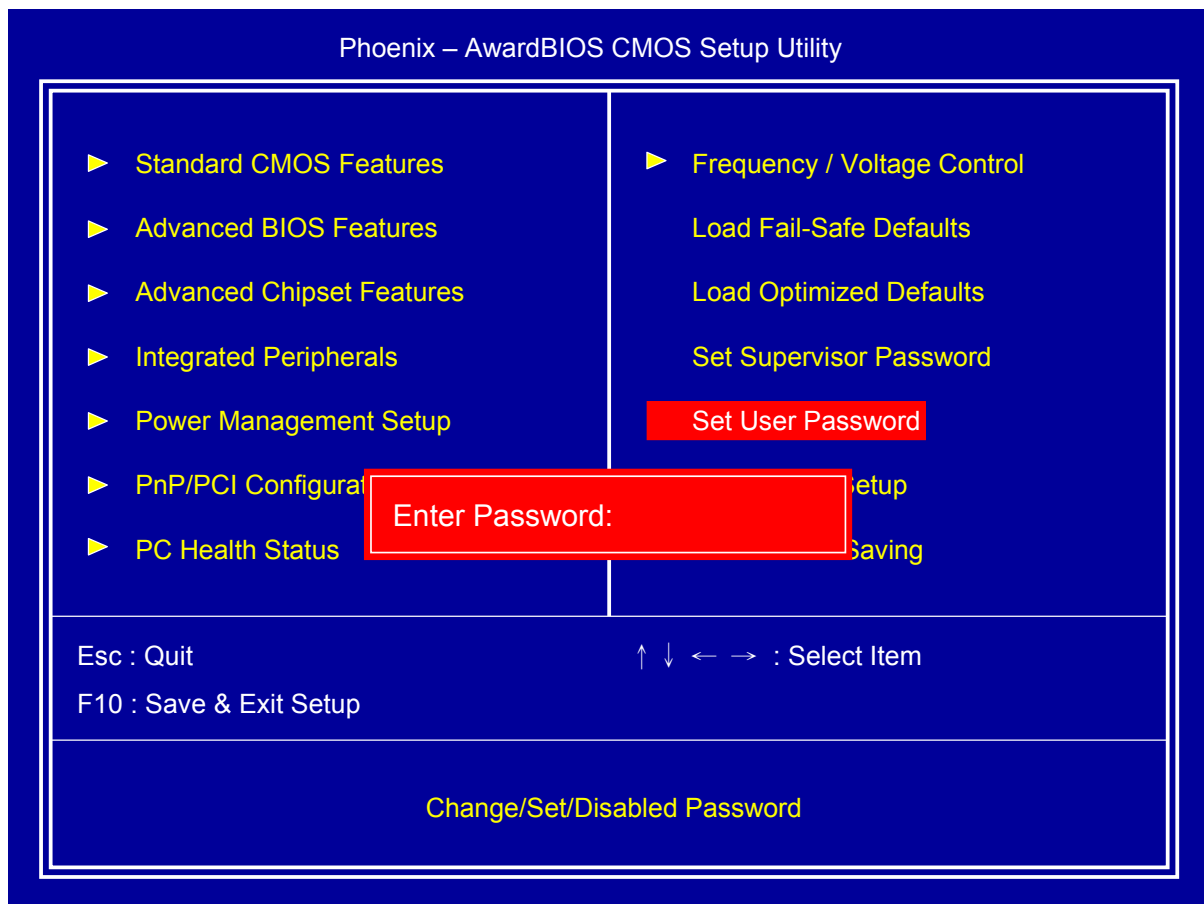 Phoenix – AwardBIOS CMOS Setup Utility
Standard CMOS Features
Advanced BIOS Features
Advanced Chipset Features
Integrated Peripherals
Power Management Setup
PnP/PCI Configurat
PC Health Status
Frequency / Voltage Control
Load Fail-Safe Defaults
Load Optimized Defaults
Set Supervisor Password
Set User Password
etup
Saving
Enter Password:
Esc : Quit
↑ ↓ ← → : Select Item
F10 : Save & Exit Setup
Change/Set/Disabled Password